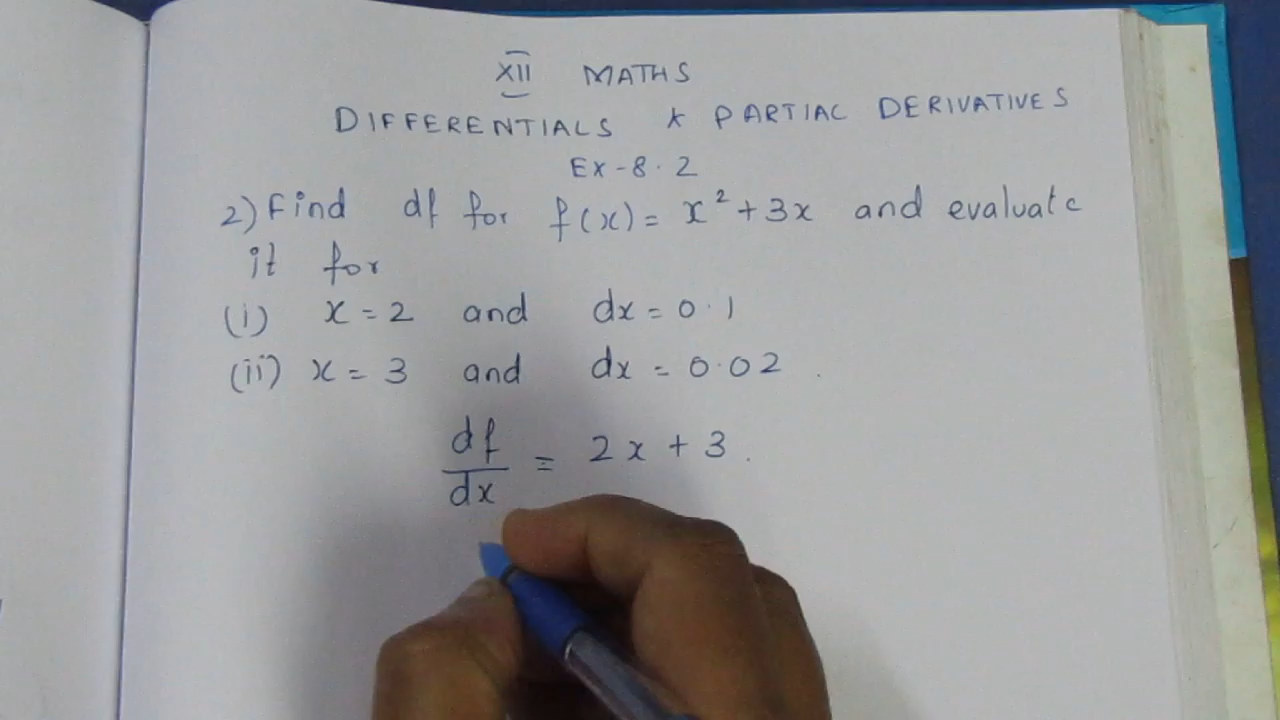 XII MATHS
DIFFERENTIALS & PARTIAL DERIVATIVES
Ex-8.2
2) Find df for f(x) = x² + 3x and evaluate
it for
(i) x = 2 and dx = 0.1
(ii) x = 3 and dx = 0.02.
df/dx = 2x + 3.